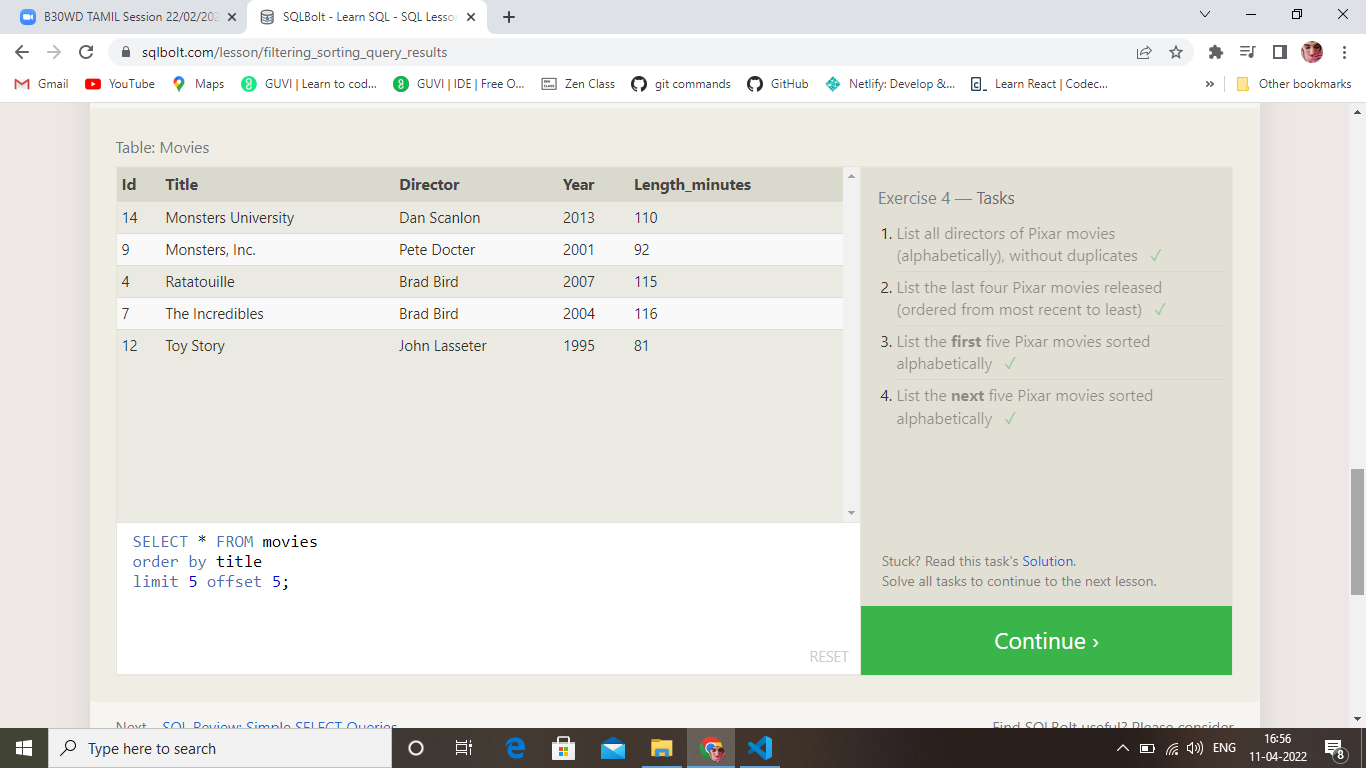 B30WD TAMIL Session 22/02/202
SQLBolt - Learn SQL - SQL Lesson
sqlbolt.com/lesson/filtering_sorting_query_results
Gmail YouTube Maps GUVI | Learn to cod... GUVI | IDE | Free O... Zen Class git commands GitHub Netlify: Develop &... Learn React | Codec... » Other bookmarks
Table: Movies
Id Title Director Year Length_minutes
14 Monsters University Dan Scanlon 2013 110
9 Monsters, Inc. Pete Docter 2001 92
4 Ratatouille Brad Bird 2007 115
7 The Incredibles Brad Bird 2004 116
12 Toy Story John Lasseter 1995 81
SELECT * FROM movies
order by title
limit 5 offset 5;
RESET
Exercise 4 — Tasks
1. List all directors of Pixar movies
(alphabetically), without duplicates ✓
2. List the last four Pixar movies released
(ordered from most recent to least) ✓
3. List the first five Pixar movies sorted
alphabetically ✓
4. List the next five Pixar movies sorted
alphabetically ✓
Stuck? Read this task's Solution.
Solve all tasks to continue to the next lesson.
Continue ›
Next – SQL Review: Simple SELECT Queries
Find SQLBolt useful? Please consider
Type here to search
ENG
16:56
11-04-2022
8